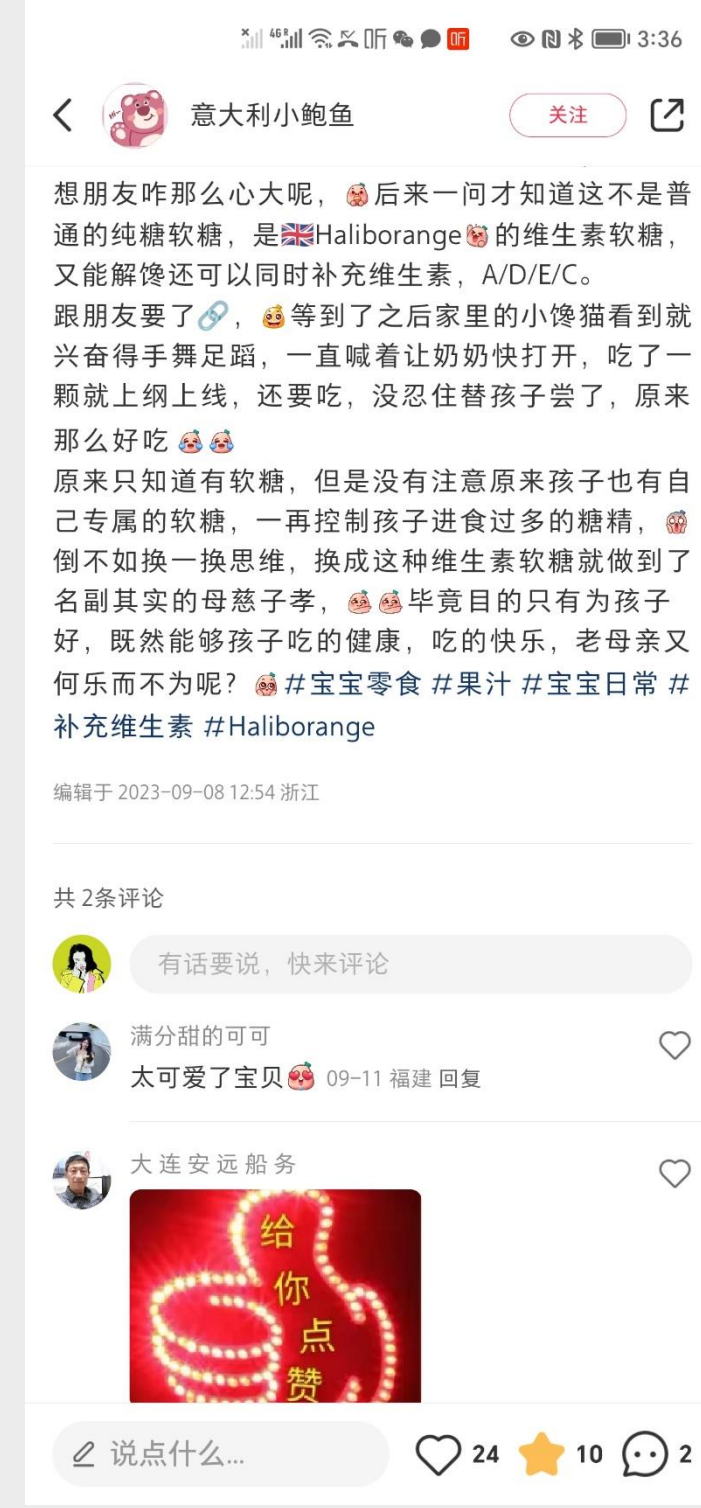 46R
听
听
3:36
Hi~
意大利小鲍鱼
关注
想朋友咋那么心大呢，后来一问才知道这不是普
通的纯糖软糖，是🇬🇧Haliborange的维生素软糖，
又能解馋还可以同时补充维生素，A/D/E/C。
跟朋友要了🔗，等到了之后家里的小馋猫看到就
兴奋得手舞足蹈，一直喊着让奶奶快打开，吃了一
颗就上纲上线，还要吃，没忍住替孩子尝了，原来
那么好吃
原来只知道有软糖，但是没有注意原来孩子也有自
己专属的软糖，一再控制孩子进食过多的糖精，
倒不如换一换思维，换成这种维生素软糖就做到了
名副其实的母慈子孝，毕竟目的只有为孩子
好，既然能够孩子吃的健康，吃的快乐，老母亲又
何乐而不为呢？#宝宝零食 #果汁 #宝宝日常 #
补充维生素 #Haliborange
编辑于 2023-09-08 12:54 浙江
共 2条评论
有话要说，快来评论
满分甜的可可
太可爱了宝贝 09-11 福建 回复
大连安远船务
给
你
点
赞
说点什么...
24
10
2